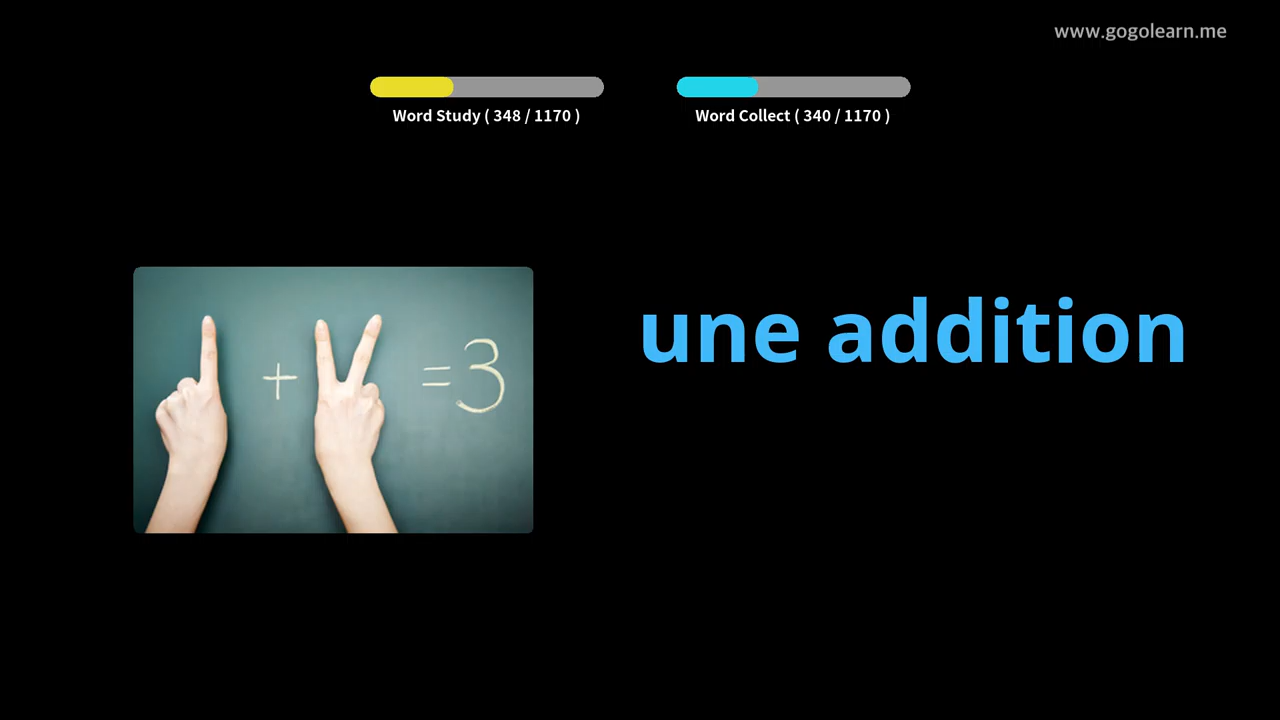 www.gogolearn.me
Word Study ( 348 / 1170 )
Word Collect ( 340 / 1170 )
+ =3
une addition